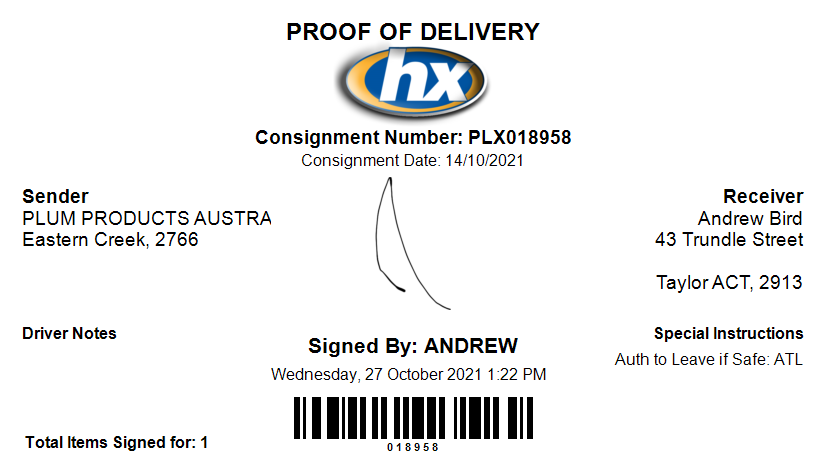 PROOF OF DELIVERY
hx
Consignment Number: PLX018958
Consignment Date: 14/10/2021
Sender
PLUM PRODUCTS AUSTRA
Eastern Creek, 2766
Receiver
Andrew Bird
43 Trundle Street
Taylor ACT, 2913
Driver Notes
Signed By: ANDREW
Wednesday, 27 October 2021 1:22 PM
Special Instructions
Auth to Leave if Safe: ATL
018958
Total Items Signed for: 1